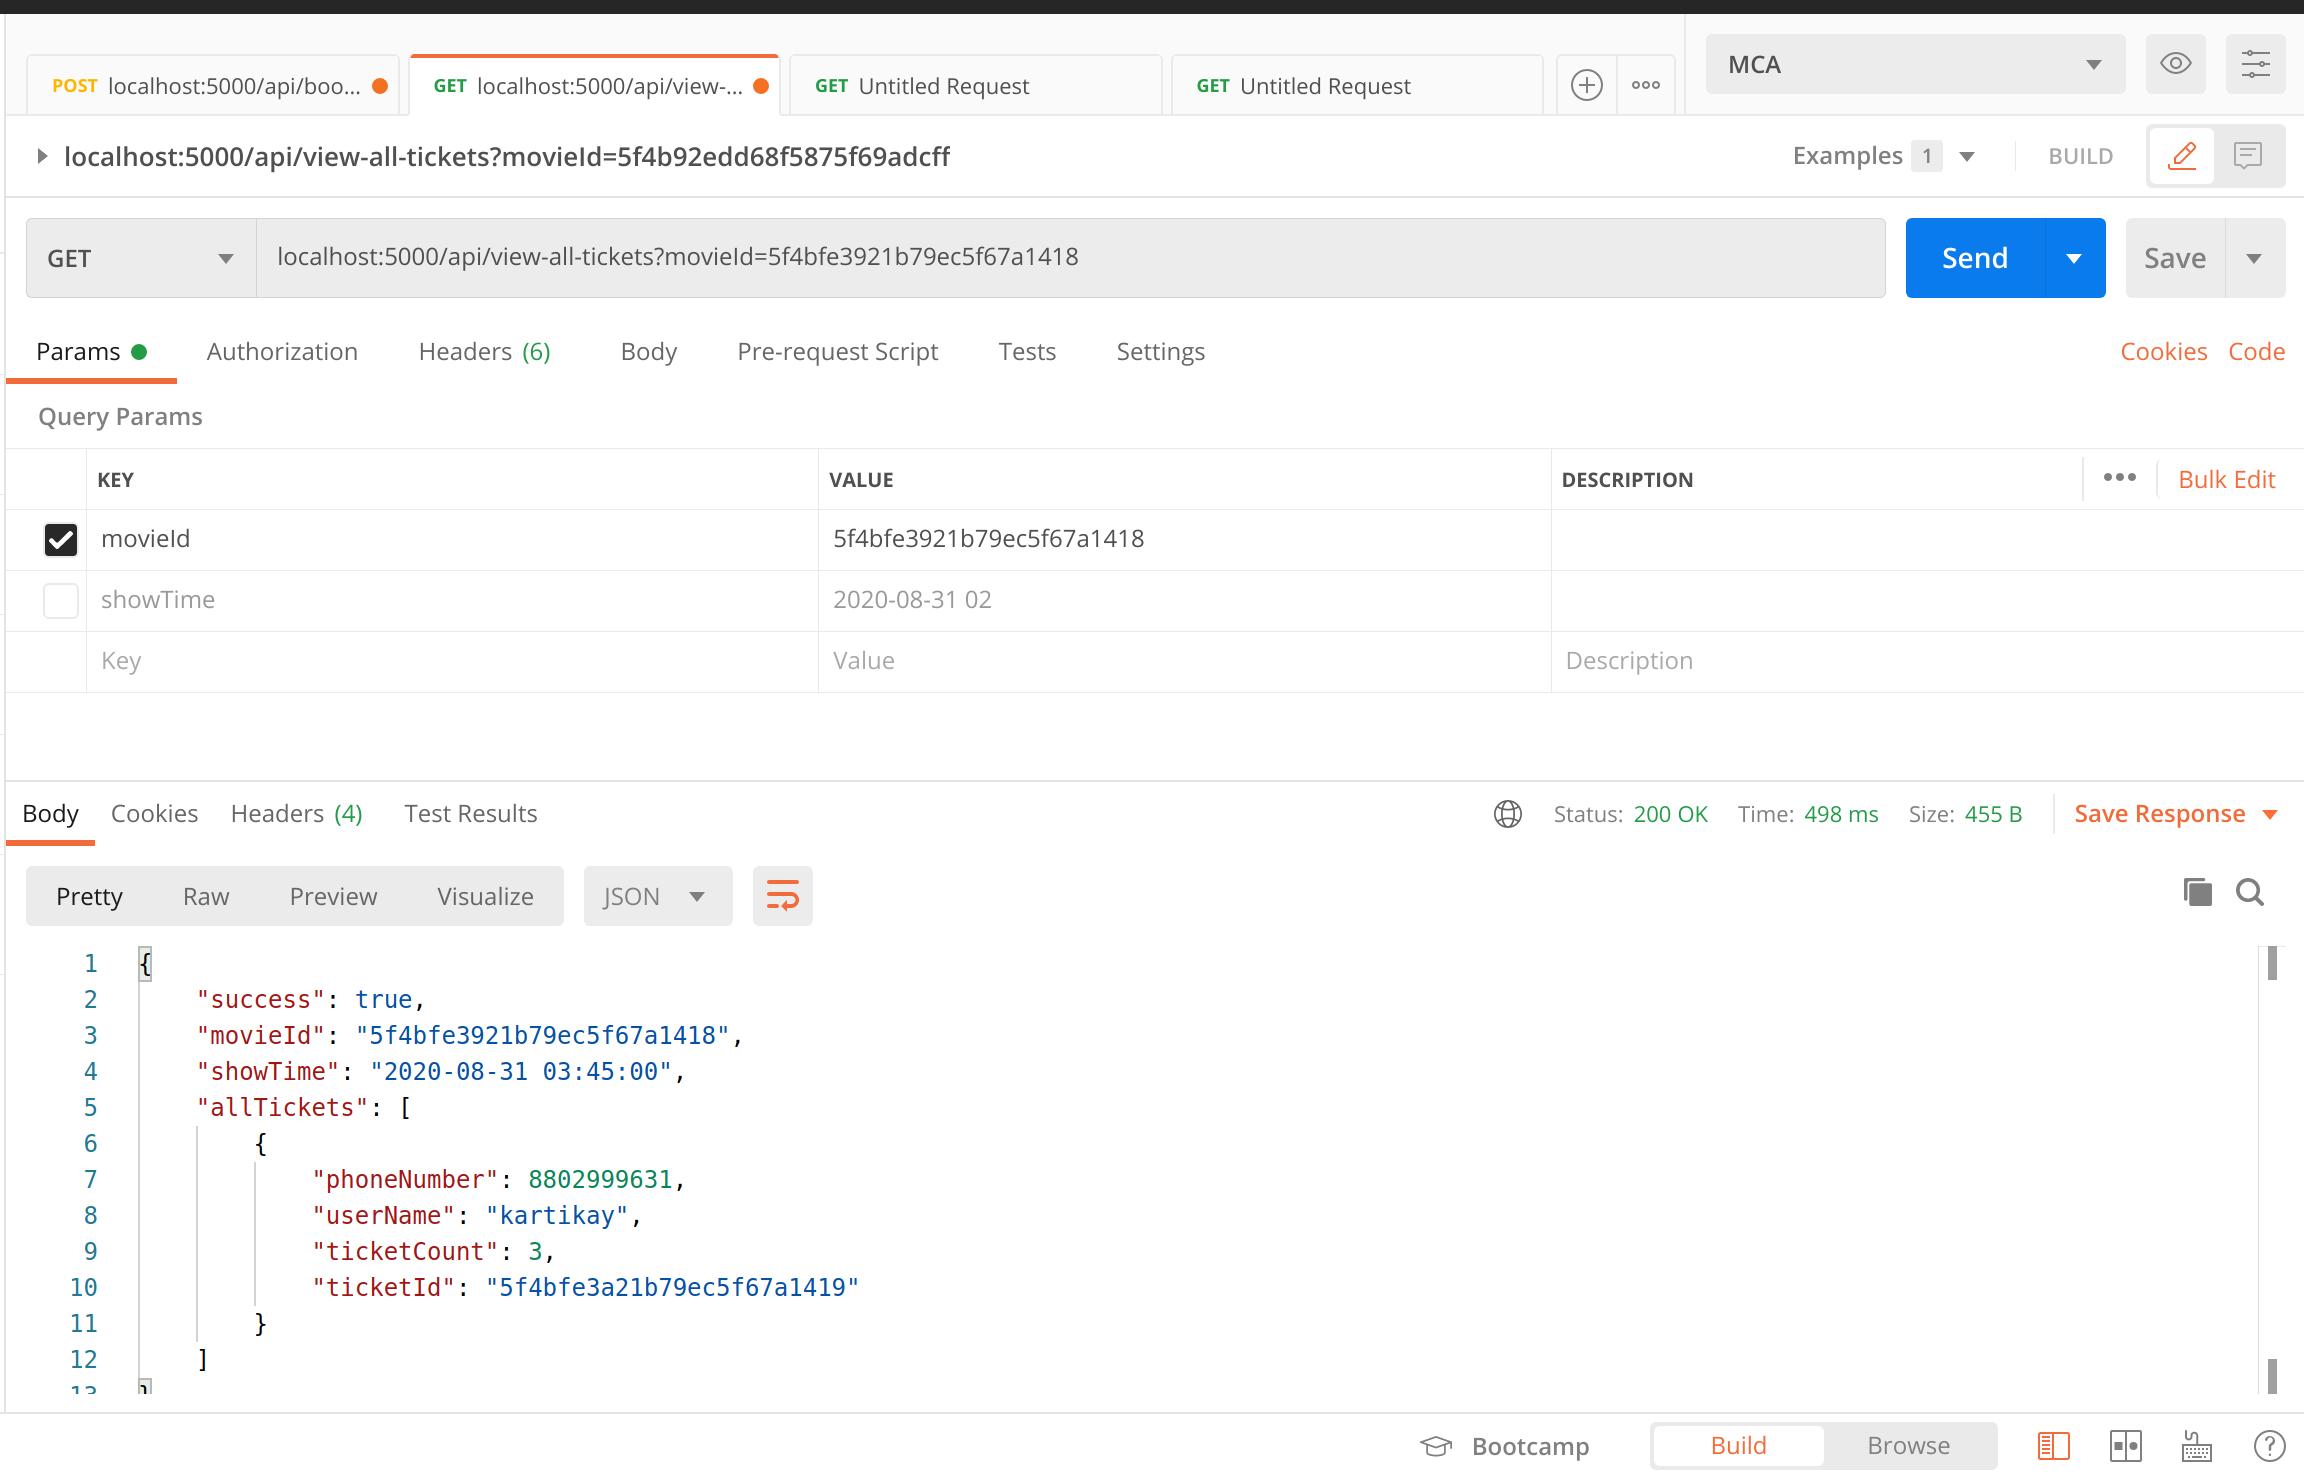 POST localhost:5000/api/boo... GET localhost:5000/api/view-... GET Untitled Request GET Untitled Request MCA
localhost:5000/api/view-all-tickets?movieId=5f4b92edd68f5875f69adcff Examples 1 BUILD
GET localhost:5000/api/view-all-tickets?movieId=5f4bfe3921b79ec5f67a1418 Send Save
Params Authorization Headers (6) Body Pre-request Script Tests Settings Cookies Code
Query Params
KEY VALUE DESCRIPTION Bulk Edit
movieId 5f4bfe3921b79ec5f67a1418
showTime 2020-08-31 02
Key Value Description
Body Cookies Headers (4) Test Results Status: 200 OK Time: 498 ms Size: 455 B Save Response
Pretty Raw Preview Visualize JSON
1 {
2 "success": true,
3 "movieId": "5f4bfe3921b79ec5f67a1418",
4 "showTime": "2020-08-31 03:45:00",
5 "allTickets": [
6 {
7 "phoneNumber": 8802999631,
8 "userName": "kartikay",
9 "ticketCount": 3,
10 "ticketId": "5f4bfe3a21b79ec5f67a1419"
11 }
12 ]
13 }
Bootcamp Build Browse